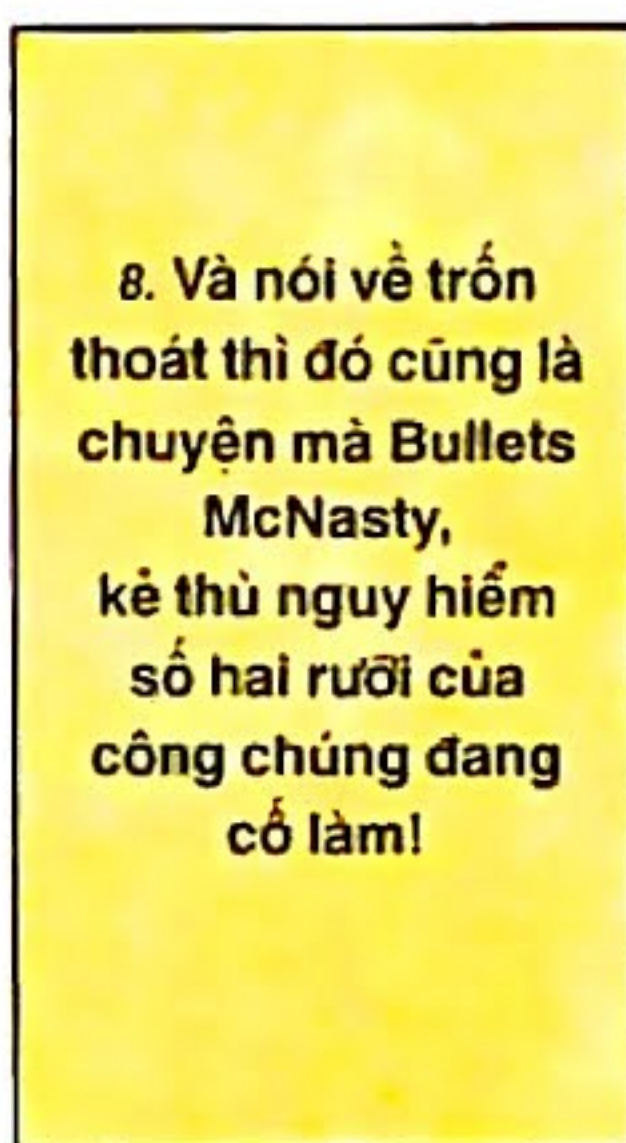 8. Và nói về trốn
thoát thì đó cũng là
chuyện mà Bullets
McNasty,
kẻ thù nguy hiểm
số hai rưỡi của
công chúng đang
cố làm!